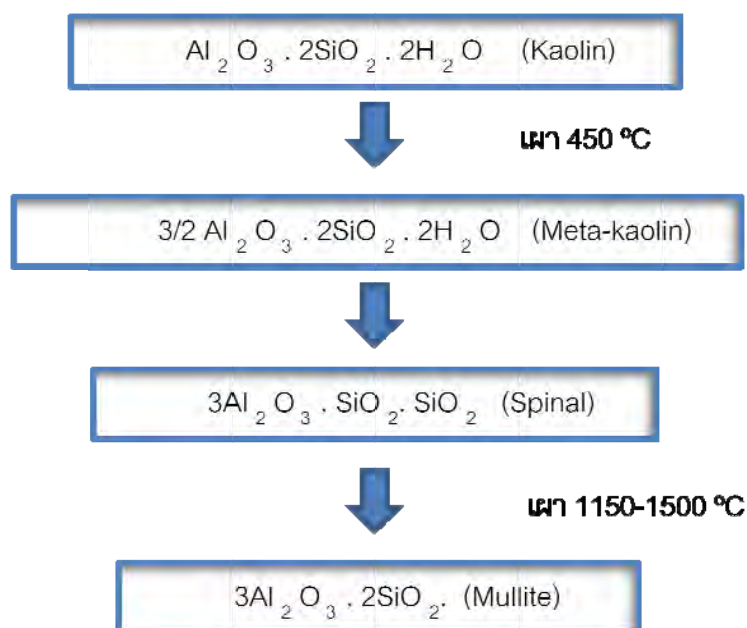 Al₂O₃ . 2SiO₂ . 2H₂O (Kaolin)
เผา 450 ºC
3/2 Al₂O₃ . 2SiO₂ . 2H₂O (Meta-kaolin)
3Al₂O₃ . SiO₂. SiO₂ (Spinal)
เผา 1150-1500 ºC
3Al₂O₃ . 2SiO₂. (Mullite)